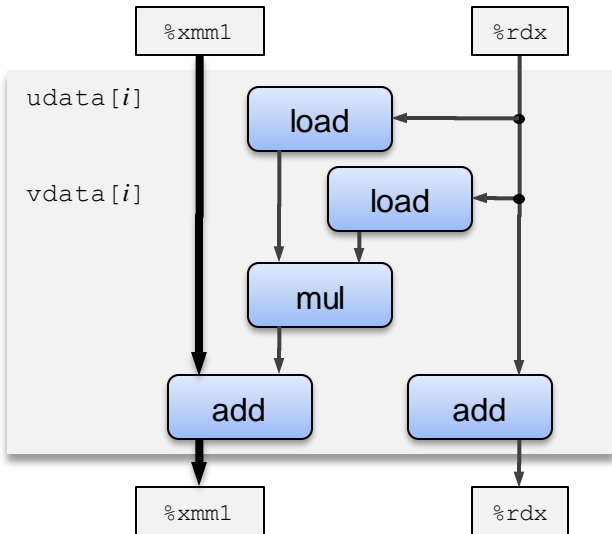 %xmm1 %rdx
udata[i]
load
vdata[i]
load
mul
add add
%xmm1 %rdx